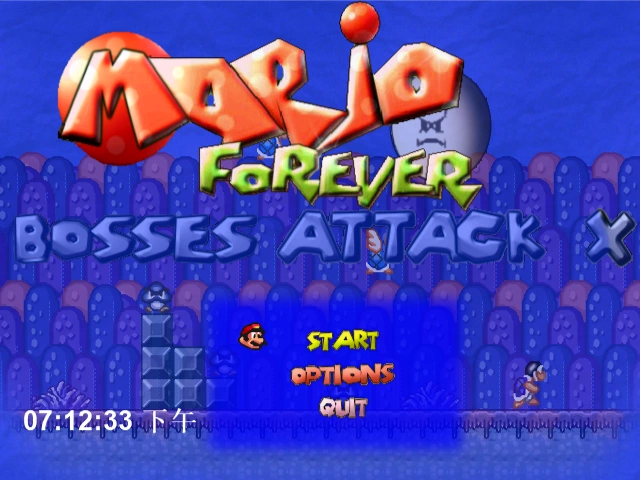 MARIO
FOREVER
BOSSES ATTACK X
START
OPTIONS
QUIT
07:12:33 下午